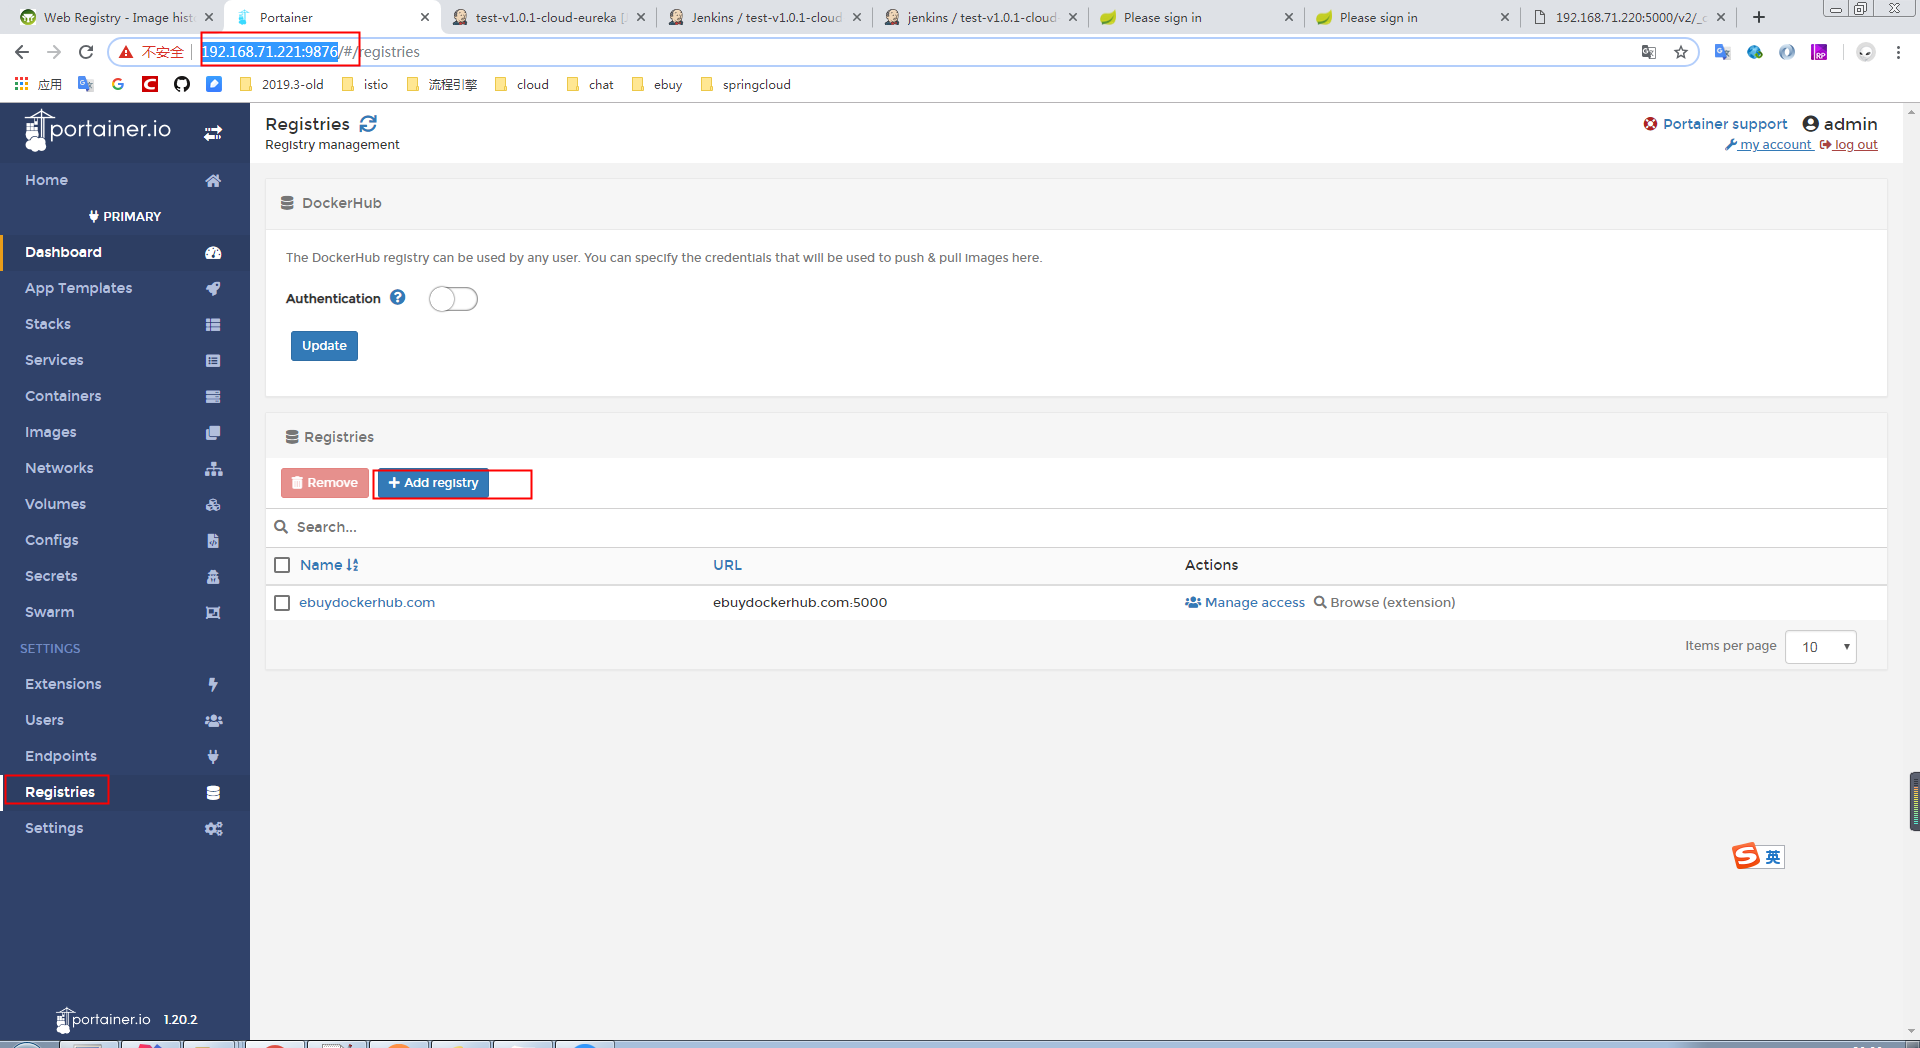 Web Registry - Image hist
Portainer
test-v1.0.1-cloud-eureka [J
Jenkins / test-v1.0.1-cloud
jenkins / test-v1.0.1-cloud
Please sign in
Please sign in
192.168.71.220:5000/v2/_c
不安全
192.168.71.221:9876/#/registries
应用
2019.3-old
istio
流程引擎
cloud
chat
ebuy
springcloud
portainer.io
Registries
Registry management
Portainer support
admin
my account
log out
Home
PRIMARY
Dashboard
App Templates
Stacks
Services
Containers
Images
Networks
Volumes
Configs
Secrets
Swarm
SETTINGS
Extensions
Users
Endpoints
Registries
Settings
portainer.io 1.20.2
DockerHub
The DockerHub registry can be used by any user. You can specify the credentials that will be used to push & pull images here.
Authentication
Update
Registries
Remove
+ Add registry
Search...
Name
URL
Actions
ebuydockerhub.com
ebuydockerhub.com:5000
Manage access
Browse (extension)
Items per page
10
英